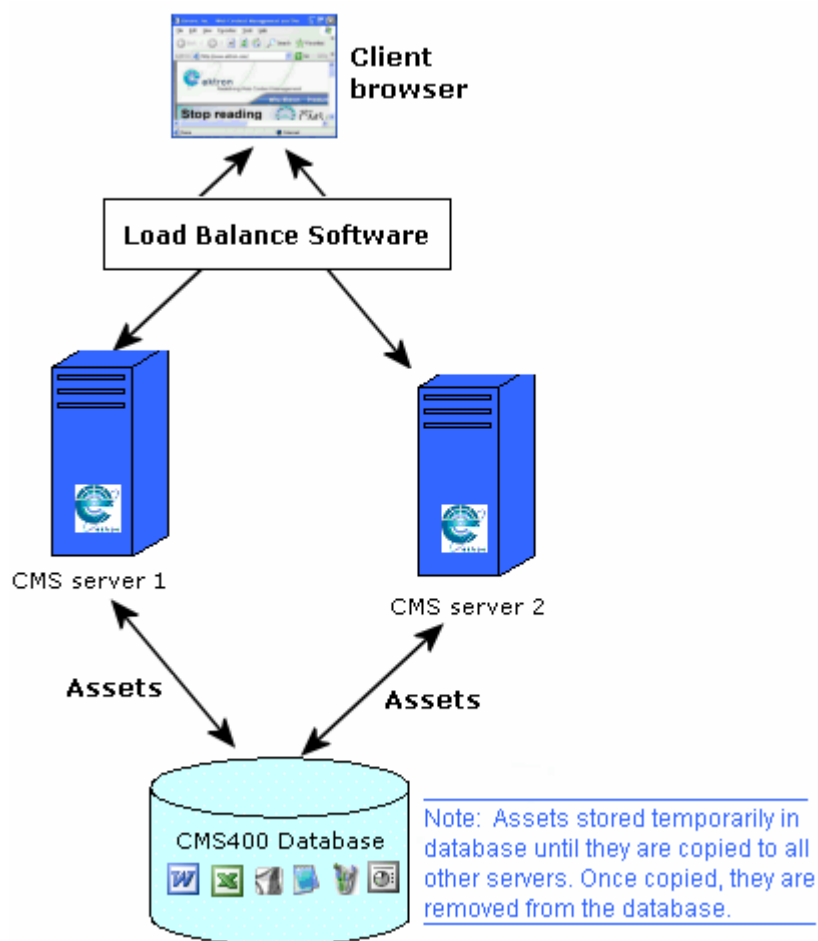 Client
browser
ektron
Stop reading
Load Balance Software
CMS server 1
CMS server 2
Assets
Assets
CMS400 Database
Note: Assets stored temporarily in
database until they are copied to all
other servers. Once copied, they are
removed from the database.